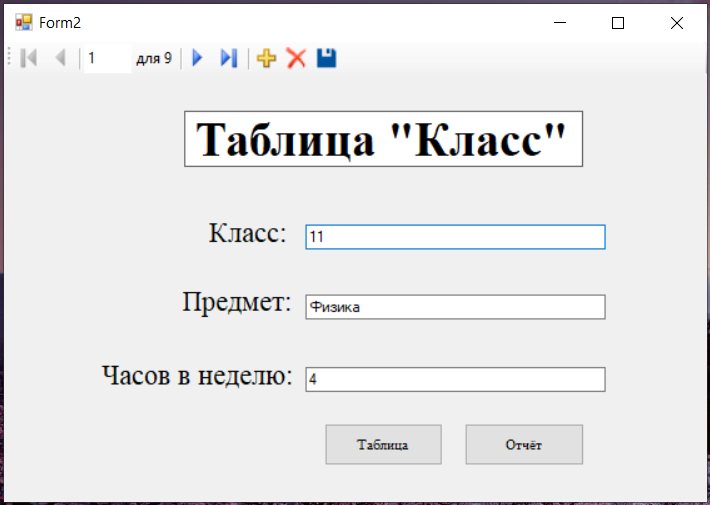 Form2
1 для 9
Таблица "Класс"
Класс: 11
Предмет: Физика
Часов в неделю: 4
Таблица Отчёт